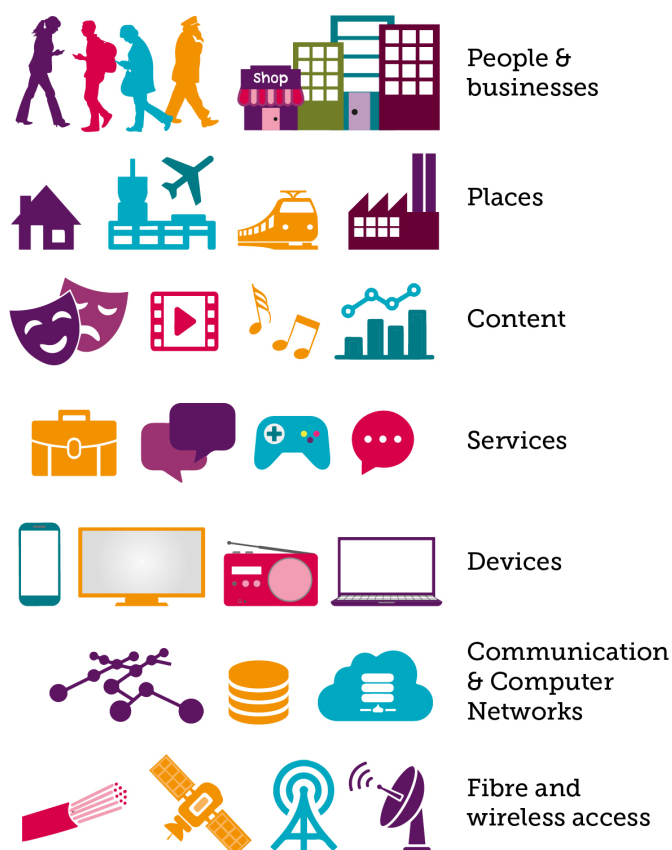 Shop
People &
businesses
Places
Content
Services
Devices
Communication
& Computer
Networks
Fibre and
wireless access